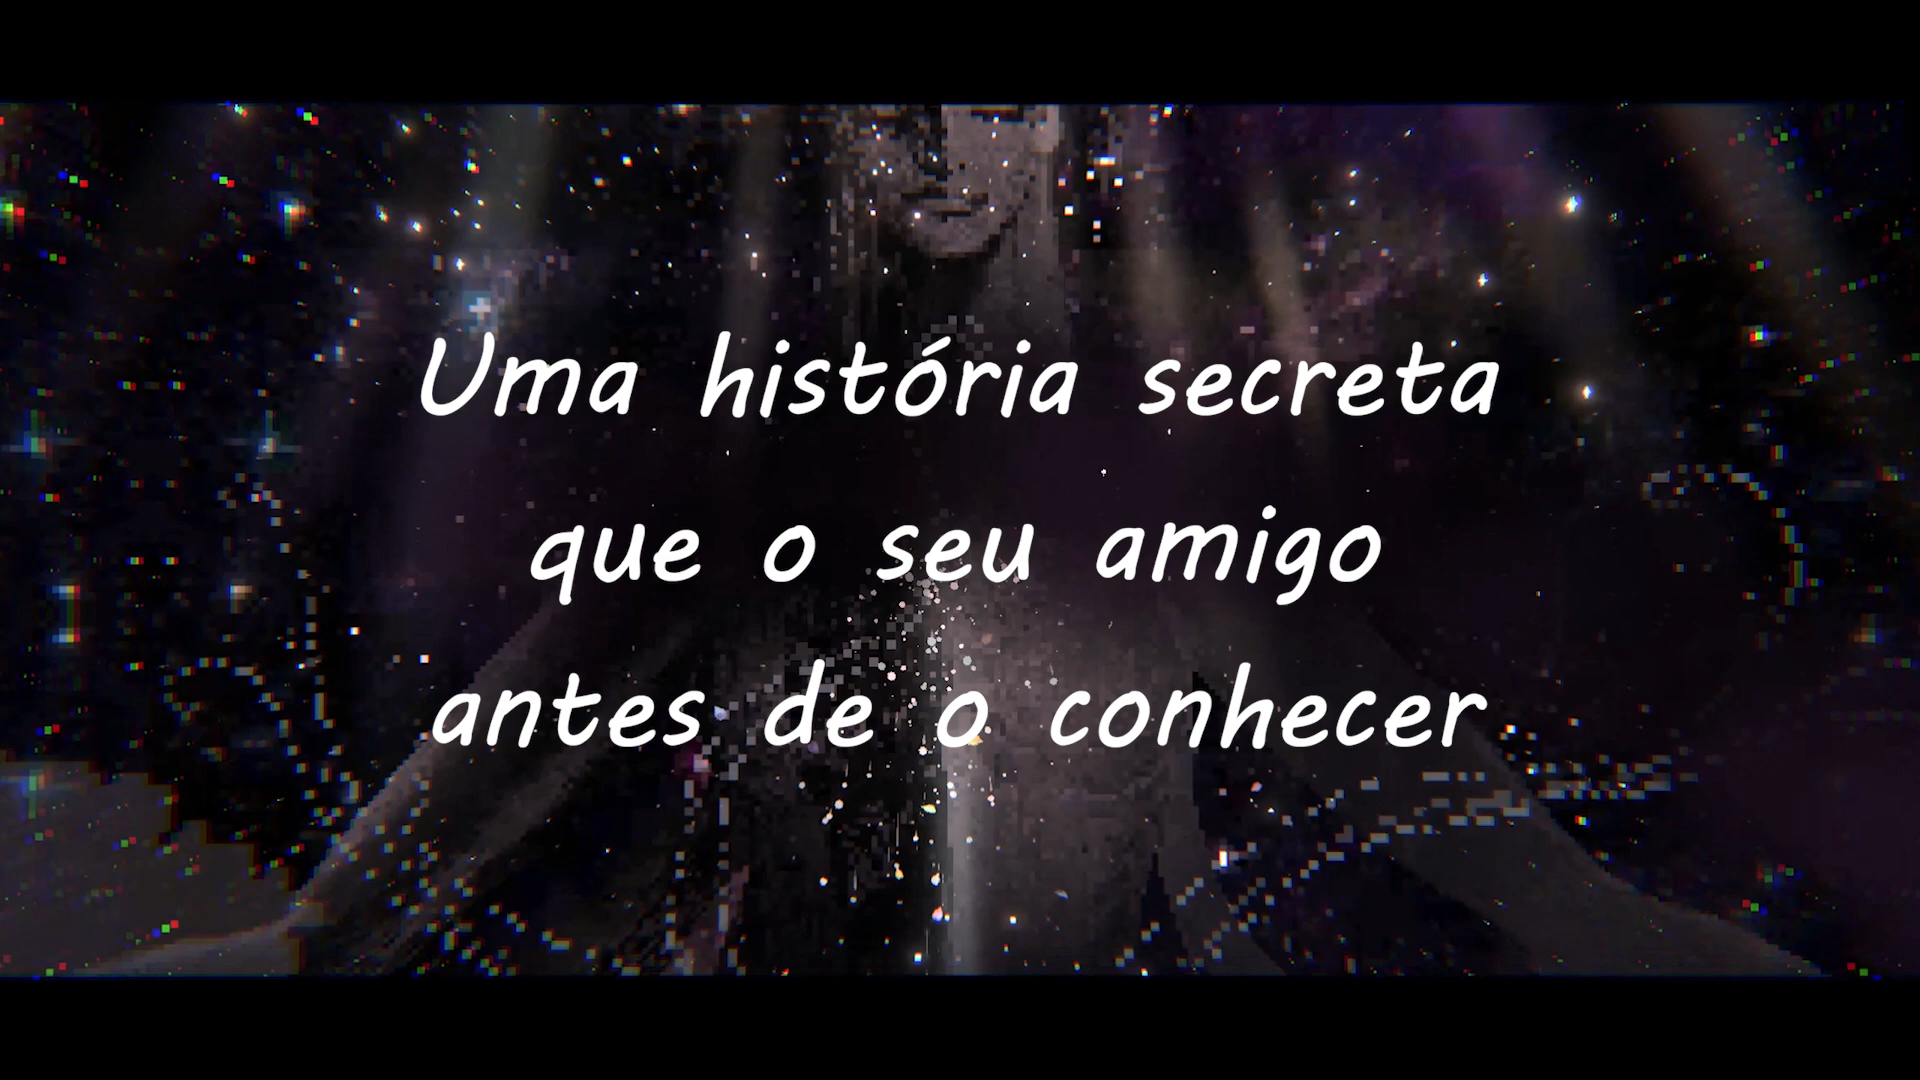 Uma história secreta
que o seu amigo
antes de o conhecer